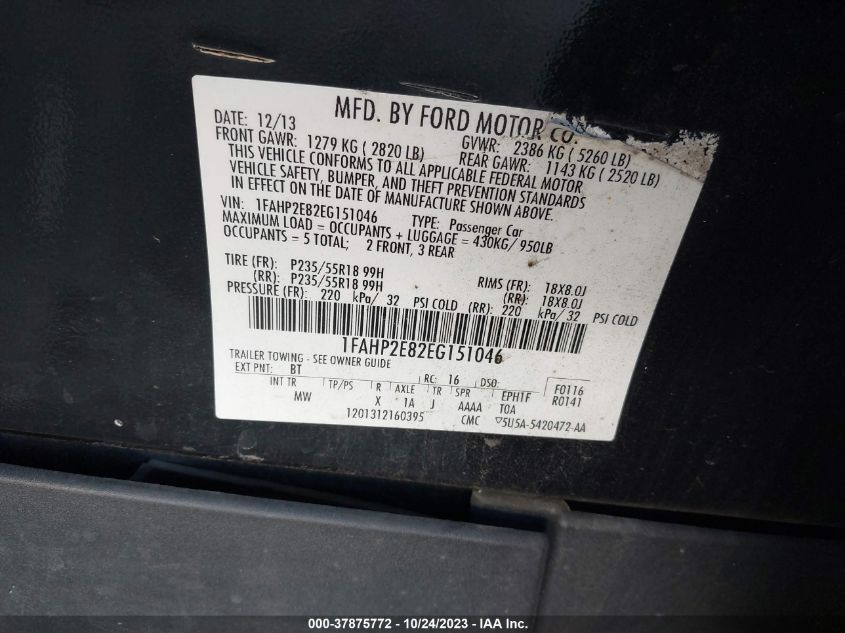 MFD. BY FORD MOTOR CO.
DATE: 12/13 GVWR: 2386 KG ( 5260 LB)
FRONT GAWR: 1279 KG ( 2820 LB) REAR GAWR: 1143 KG ( 2520 LB)
THIS VEHICLE CONFORMS TO ALL APPLICABLE FEDERAL MOTOR
VEHICLE SAFETY, BUMPER, AND THEFT PREVENTION STANDARDS
IN EFFECT ON THE DATE OF MANUFACTURE SHOWN ABOVE.
VIN: 1FAHP2E82EG151046 TYPE: Passenger Car
MAXIMUM LOAD = OCCUPANTS + LUGGAGE = 430KG/ 950LB
OCCUPANTS = 5 TOTAL; 2 FRONT, 3 REAR
TIRE (FR): P235/55R18 99H RIMS (FR): 18X8.0J
(RR): P235/55R18 99H (RR): 18X8.0J
PRESSURE (FR): 220 kPa/ 32 PSI COLD (RR): 220 kPa/ 32 PSI COLD
1FAHP2E82EG151046
TRAILER TOWING - SEE OWNER GUIDE
EXT PNT: BT RC: 16 DSO: F0116
INT TR TP/PS R AXLE TR SPR EPH1F R0141
MW X 1A J AAAA TOA
1201312160395 CMC ▽5U5A-5420472-AA
000-37875772 - 10/24/2023 - IAA Inc.